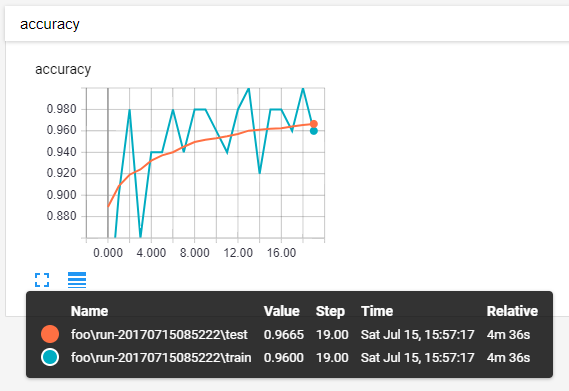 accuracy
accuracy
0.980
0.960
0.940
0.920
0.900
0.880
0.000 4.000 8.000 12.00 16.00
Name Value Step Time Relative
foo\run-20170715085222\test 0.9665 19.00 Sat Jul 15, 15:57:17 4m 36s
foo\run-20170715085222\train 0.9600 19.00 Sat Jul 15, 15:57:17 4m 36s